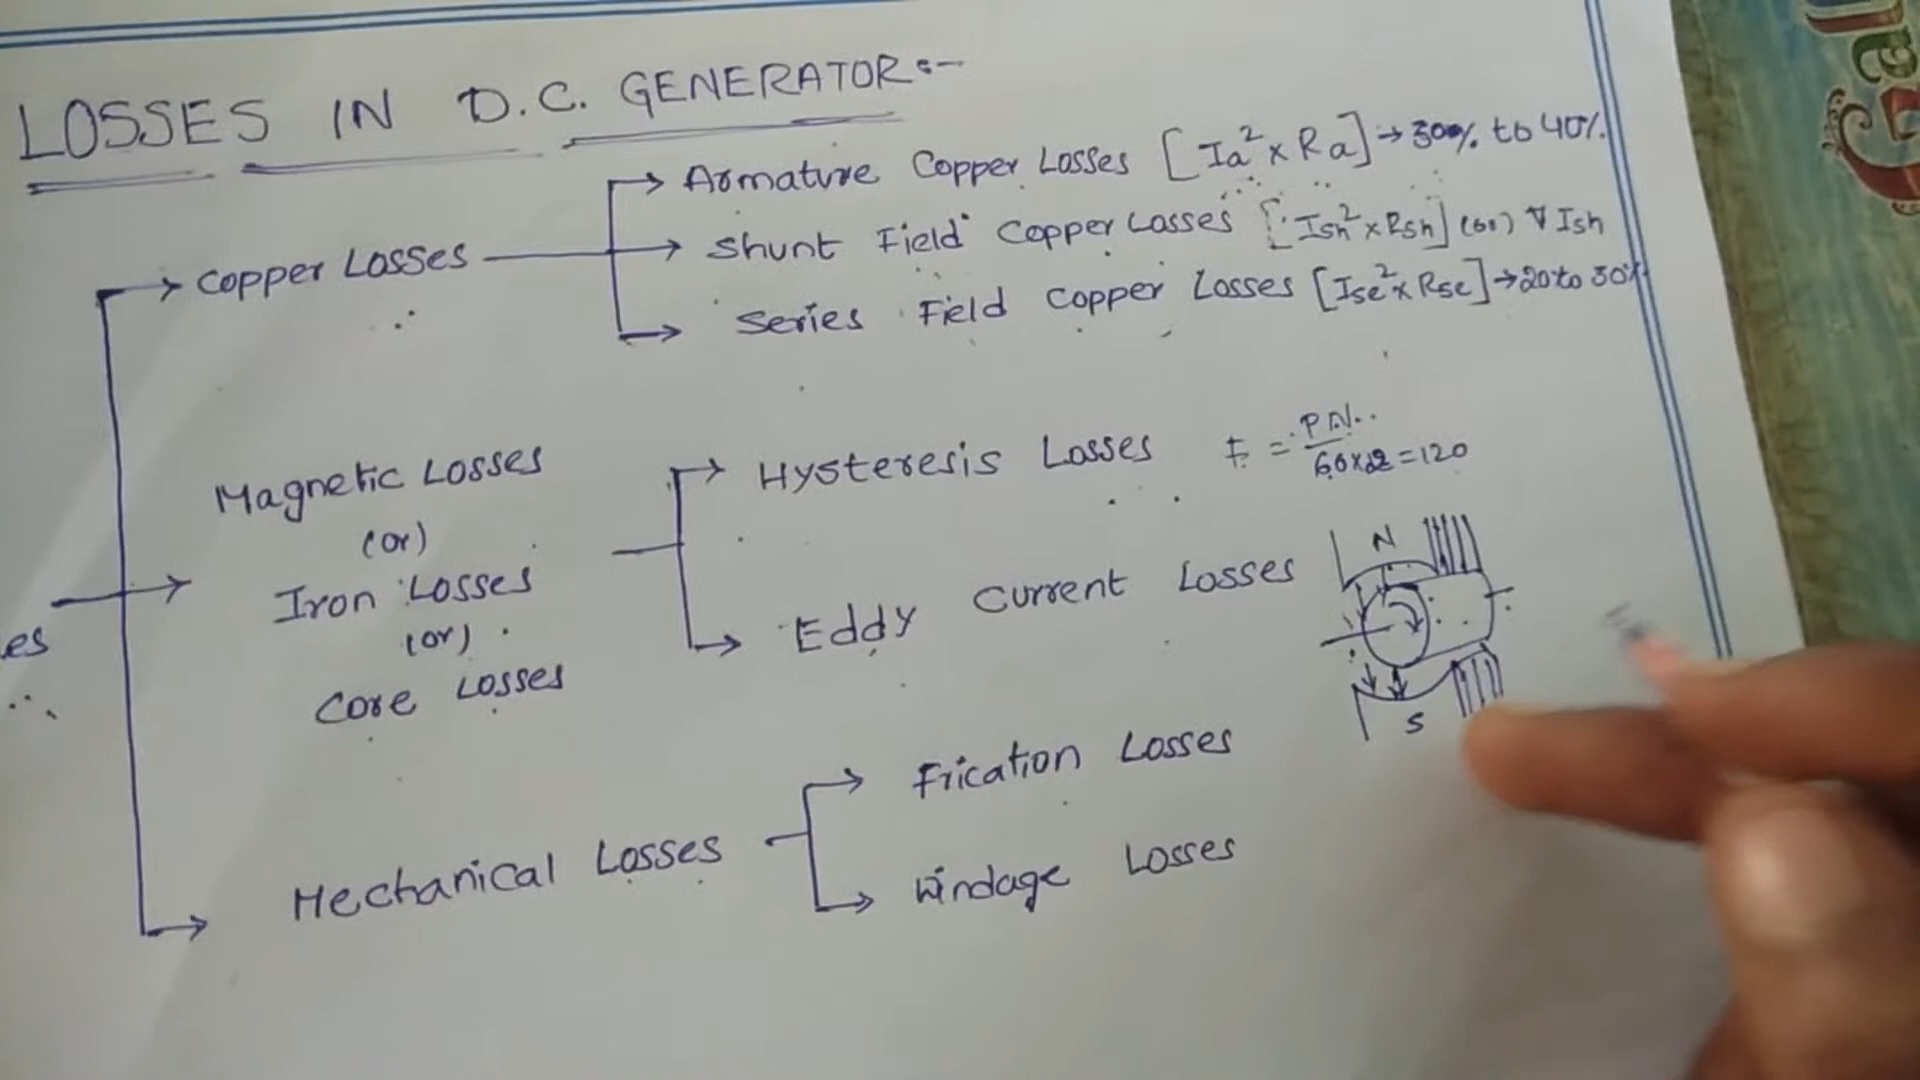 LOSSES IN D.C. GENERATOR:-
Armature Copper Losses [Ia² x Ra] → 30% to 40%.
Copper Losses
Shunt Field Copper Losses [Ish² x Rsh] (or) V Ish
Series Field Copper Losses [Ise² x Rse] → 20 to 30%
Magnetic Losses
(or)
Iron Losses
(or)
Core Losses
Hysteresis Losses
F = PN / 60x2 = 120
Eddy Current Losses
N
S
es
Mechanical Losses
Frication Losses
Windage Losses
Gal